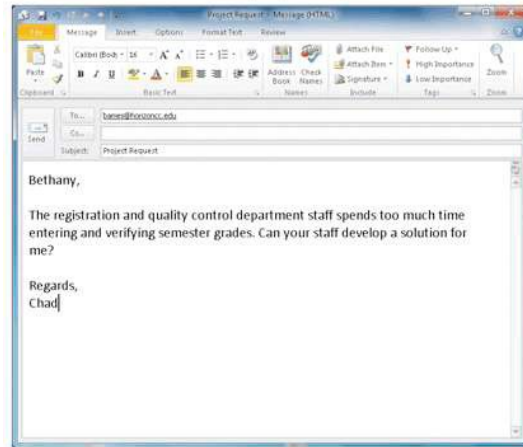 Project Request - Message (HTML)
File Message Insert Options Format Text Review
Calibri (Body 16
Paste
B I U
Address Book
Check Names
Attach File
Attach Item
Signature
Follow Up
High Importance
Low Importance
Zoom
Clipboard Basic Text Names Include Tags Zoom
To...
Cc...
Send
Subject: Project Request
Bethany,
The registration and quality control department staff spends too much time
entering and verifying semester grades. Can your staff develop a solution for
me?
Regards,
Chad